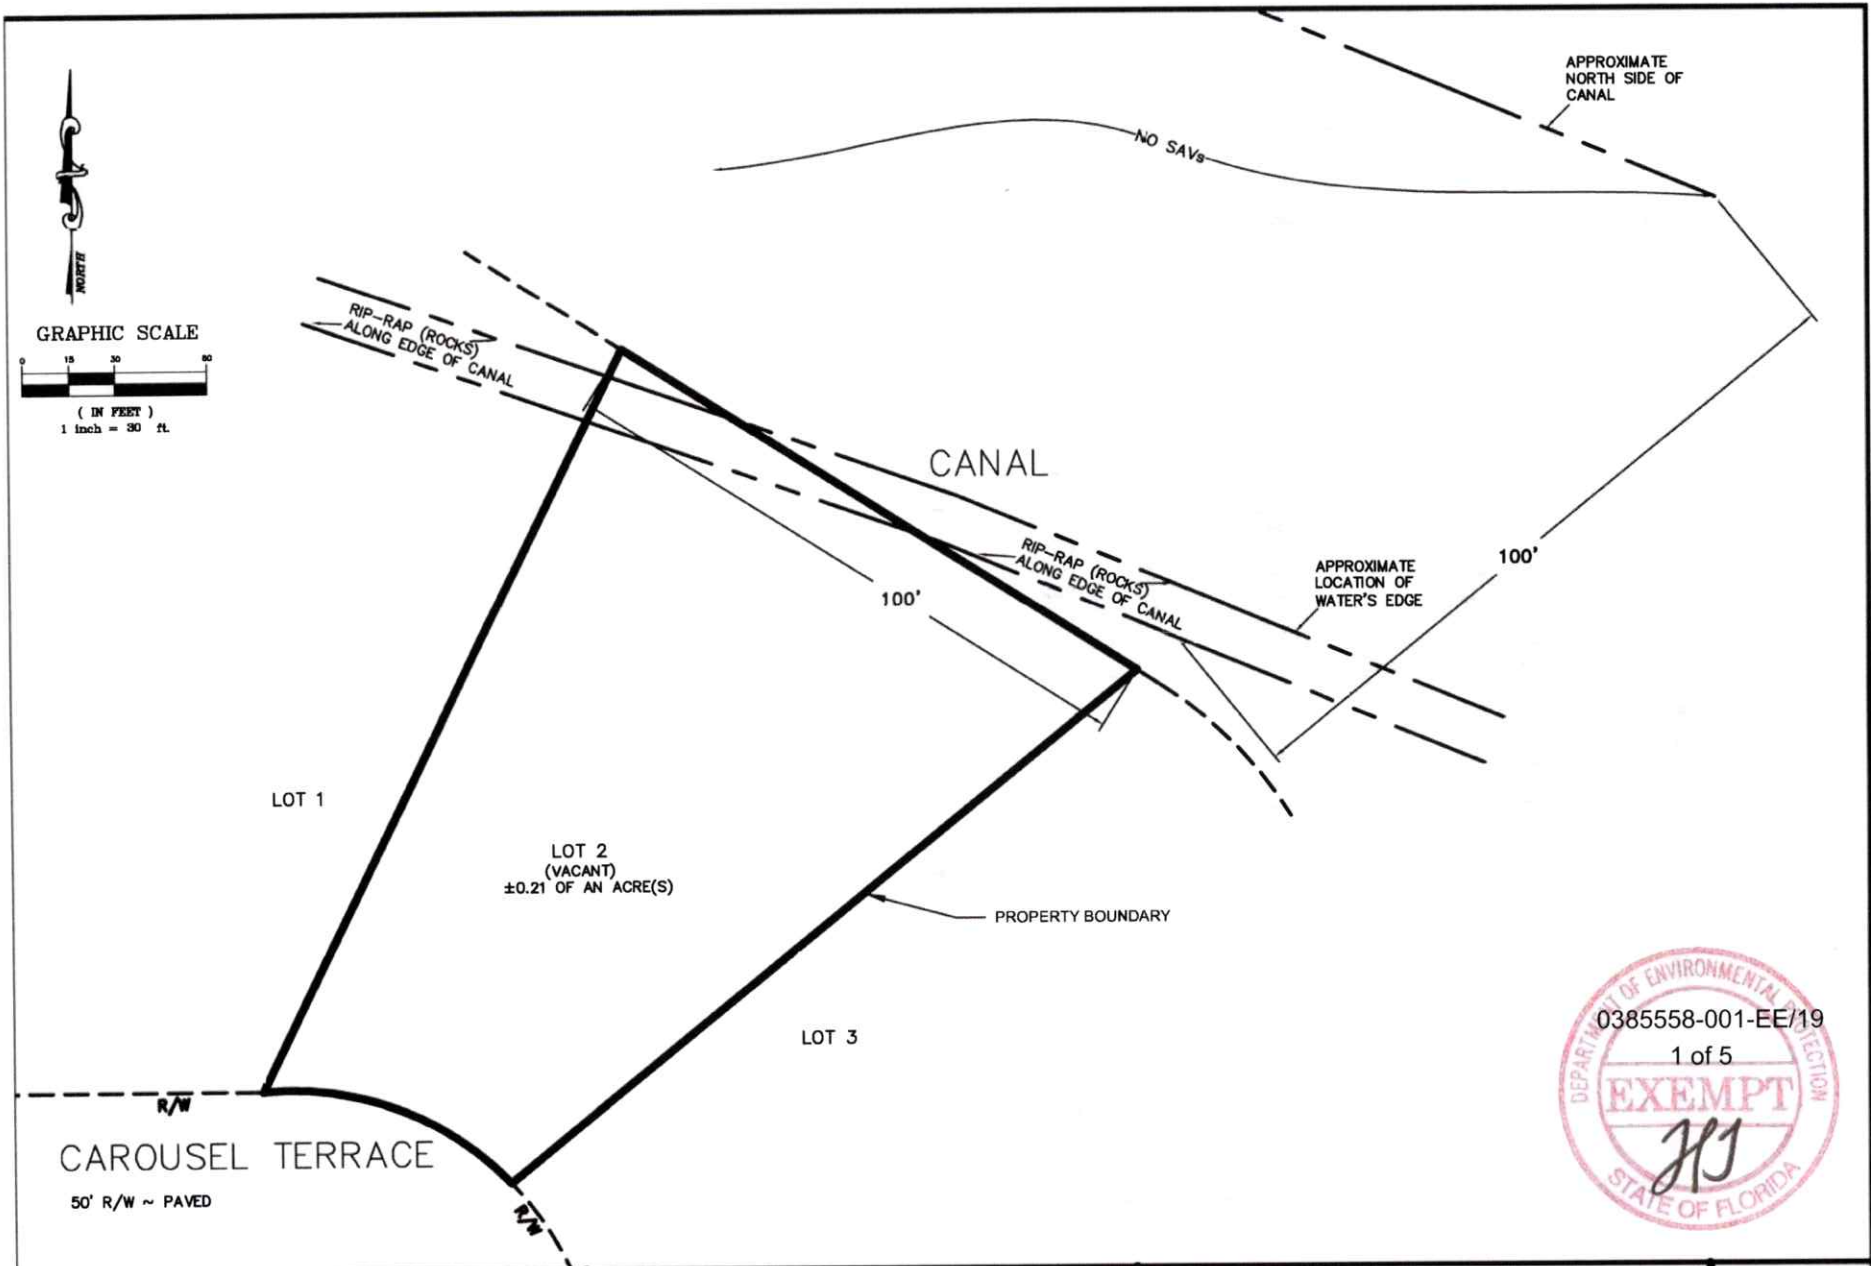 APPROXIMATE
NORTH SIDE OF
CANAL
NO SAVs
NORTH
GRAPHIC SCALE
0 15 30 60
( IN FEET )
1 inch = 30 ft.
RIP-RAP (ROCKS)
ALONG EDGE OF CANAL
CANAL
RIP-RAP (ROCKS)
ALONG EDGE OF CANAL
100'
100'
APPROXIMATE
LOCATION OF
WATER'S EDGE
LOT 1
LOT 2
(VACANT)
±0.21 OF AN ACRE(S)
PROPERTY BOUNDARY
LOT 3
R/W
CAROUSEL TERRACE
50' R/W ~ PAVED
R/W
DEPARTMENT OF ENVIRONMENTAL PROTECTION
0385558-001-EE/19
1 of 5
EXEMPT
HJ
STATE OF FLORIDA